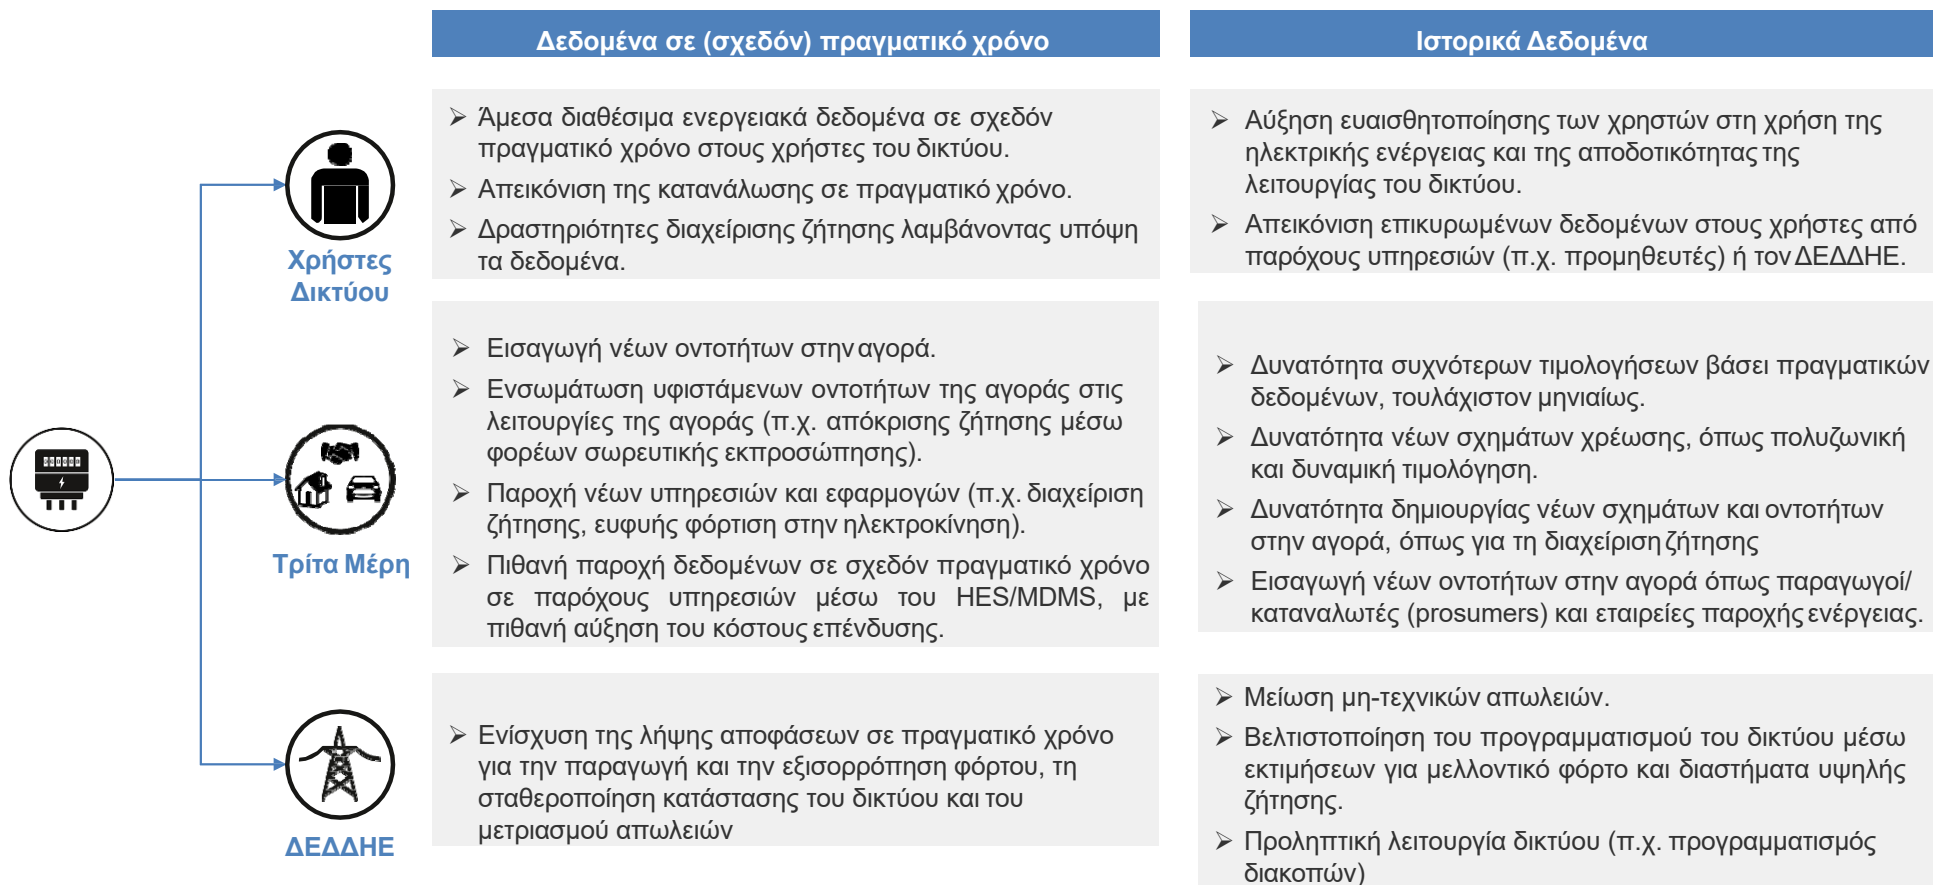 Δεδομένα σε (σχεδόν) πραγματικό χρόνο
Ιστορικά Δεδομένα
Χρήστες
Δικτύου
➢ Άμεσα διαθέσιμα ενεργειακά δεδομένα σε σχεδόν
πραγματικό χρόνο στους χρήστες του δικτύου.
➢ Απεικόνιση της κατανάλωσης σε πραγματικό χρόνο.
➢ Δραστηριότητες διαχείρισης ζήτησης λαμβάνοντας υπόψη
τα δεδομένα.
➢ Αύξηση ευαισθητοποίησης των χρηστών στη χρήση της
ηλεκτρικής ενέργειας και της αποδοτικότητας της
λειτουργίας του δικτύου.
➢ Απεικόνιση επικυρωμένων δεδομένων στους χρήστες από
παρόχους υπηρεσιών (π.χ. προμηθευτές) ή τον ΔΕΔΔΗΕ.
Τρίτα Μέρη
➢ Εισαγωγή νέων οντοτήτων στην αγορά.
➢ Ενσωμάτωση υφιστάμενων οντοτήτων της αγοράς στις
λειτουργίες της αγοράς (π.χ. απόκρισης ζήτησης μέσω
φορέων σωρευτικής εκπροσώπησης).
➢ Παροχή νέων υπηρεσιών και εφαρμογών (π.χ. διαχείριση
ζήτησης, ευφυής φόρτιση στην ηλεκτροκίνηση).
➢ Πιθανή παροχή δεδομένων σε σχεδόν πραγματικό χρόνο
σε παρόχους υπηρεσιών μέσω του HES/MDMS, με
πιθανή αύξηση του κόστους επένδυσης.
➢ Δυνατότητα συχνότερων τιμολογήσεων βάσει πραγματικών
δεδομένων, τουλάχιστον μηνιαίως.
➢ Δυνατότητα νέων σχημάτων χρέωσης, όπως πολυζωνική
και δυναμική τιμολόγηση.
➢ Δυνατότητα δημιουργίας νέων σχημάτων και οντοτήτων
στην αγορά, όπως για τη διαχείριση ζήτησης
➢ Εισαγωγή νέων οντοτήτων στην αγορά όπως παραγωγοί/
καταναλωτές (prosumers) και εταιρείες παροχής ενέργειας.
ΔΕΔΔΗΕ
➢ Ενίσχυση της λήψης αποφάσεων σε πραγματικό χρόνο
για την παραγωγή και την εξισορρόπηση φόρτου, τη
σταθεροποίηση κατάστασης του δικτύου και του
μετριασμού απωλειών
➢ Μείωση μη-τεχνικών απωλειών.
➢ Βελτιστοποίηση του προγραμματισμού του δικτύου μέσω
εκτιμήσεων για μελλοντικό φόρτο και διαστήματα υψηλής
ζήτησης.
➢ Προληπτική λειτουργία δικτύου (π.χ. προγραμματισμός
διακοπών)